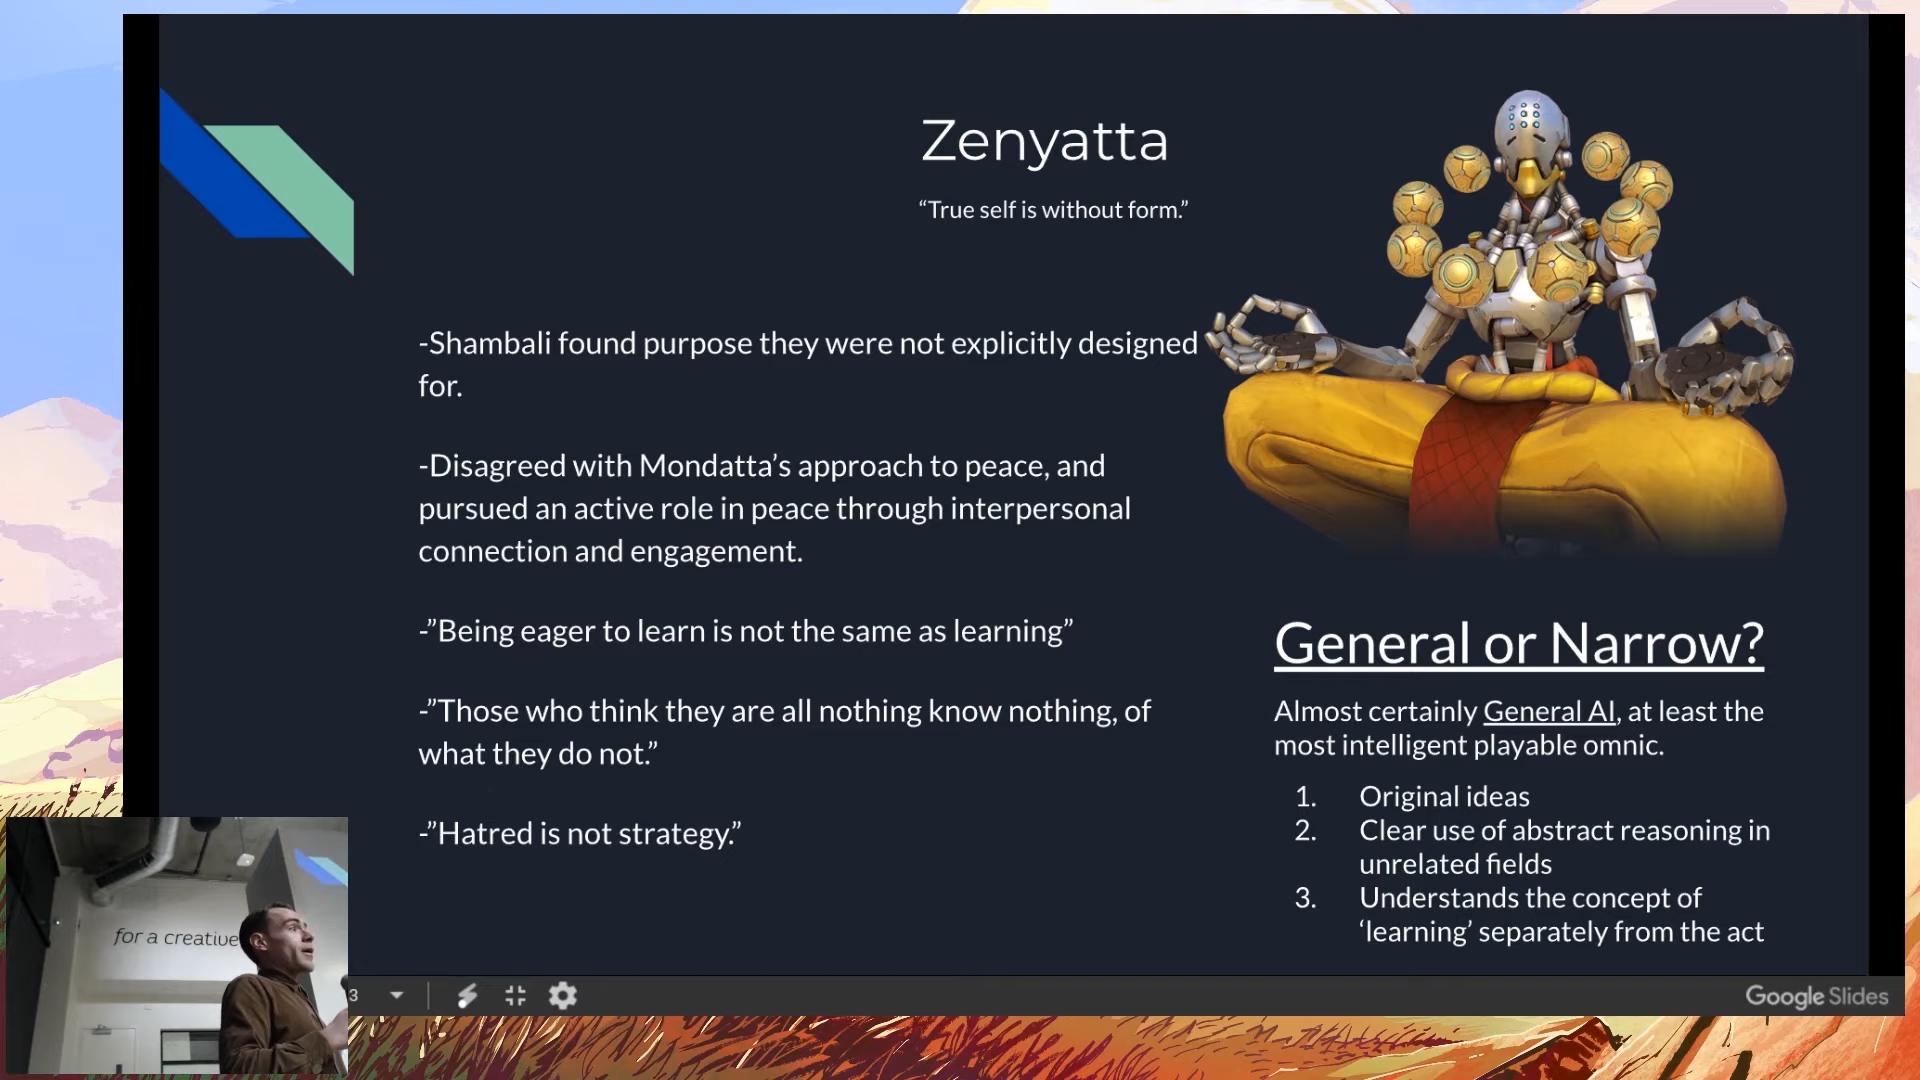 Zenyatta
“True self is without form.”
-Shambali found purpose they were not explicitly designed
for.
-Disagreed with Mondatta’s approach to peace, and
pursued an active role in peace through interpersonal
connection and engagement.
-”Being eager to learn is not the same as learning”
-”Those who think they are all nothing know nothing, of
what they do not.”
-”Hatred is not strategy.”
General or Narrow?
Almost certainly General AI, at least the
most intelligent playable omnic.
1. Original ideas
2. Clear use of abstract reasoning in
unrelated fields
3. Understands the concept of
‘learning’ separately from the act
for a creative
3
Google Slides